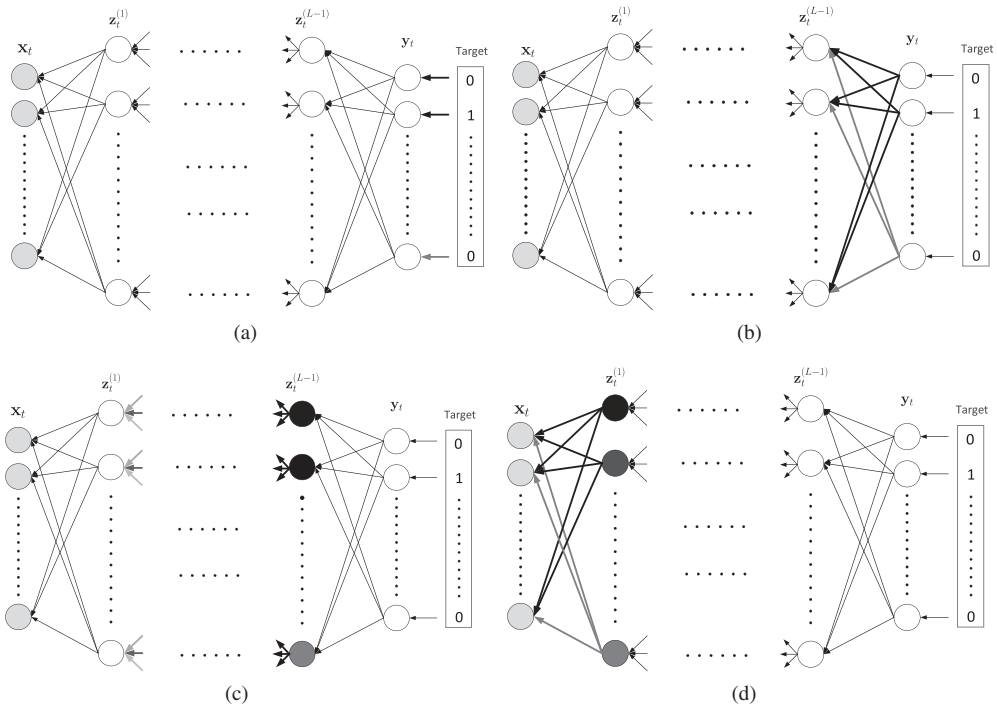 x_t
z_t^{(1)}
z_t^{(L-1)}
y_t
Target
0
1
0
(a)
x_t
z_t^{(1)}
z_t^{(L-1)}
y_t
Target
0
1
0
(b)
x_t
z_t^{(1)}
z_t^{(L-1)}
y_t
Target
0
1
0
(c)
x_t
z_t^{(1)}
z_t^{(L-1)}
y_t
Target
0
1
0
(d)